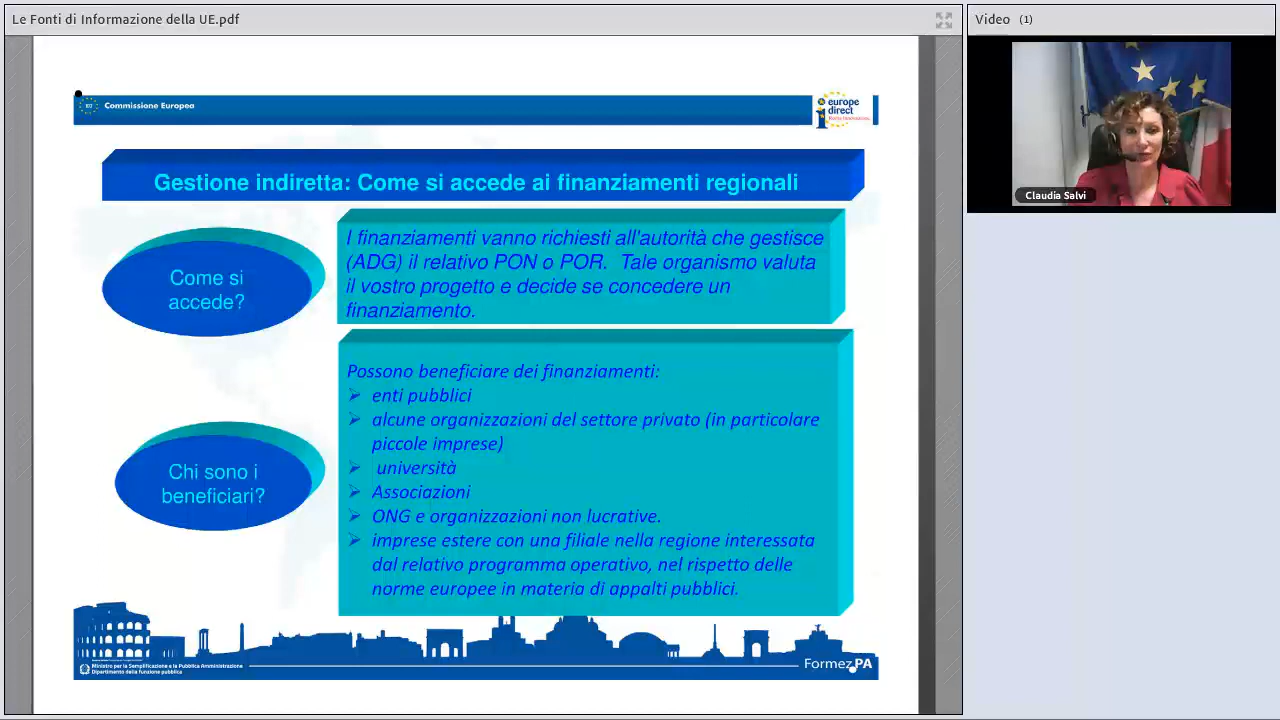 Le Fonti di Informazione della UE.pdf
Video (1)
Commissione Europea
europe
direct
Gestione indiretta: Come si accede ai finanziamenti regionali
Come si
accede?
I finanziamenti vanno richiesti all'autorità che gestisce
(ADG) il relativo PON o POR. Tale organismo valuta
il vostro progetto e decide se concedere un
finanziamento.
Chi sono i
beneficiari?
Possono beneficiare dei finanziamenti:
➢ enti pubblici
➢ alcune organizzazioni del settore privato (in particolare
piccole imprese)
➢ università
➢ Associazioni
➢ ONG e organizzazioni non lucrative.
➢ imprese estere con una filiale nella regione interessata
dal relativo programma operativo, nel rispetto delle
norme europee in materia di appalti pubblici.
Ministro per la Semplificazione e la Pubblica Amministrazione
Dipartimento della funzione pubblica
FormezPA
Claudia Salvi